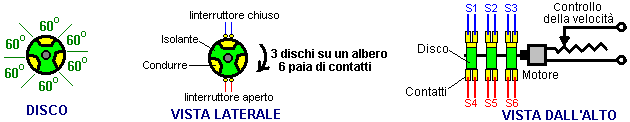 60°
60°
60°
60°
60°
60°
DISCO
Iinterruttore chiuso
Isolante
Condurre
Iinterruttore aperto
3 dischi su un albero
6 paia di contatti
VISTA LATERALE
S1 S2 S3
Controllo
della velocità
Disco
Motore
Contatti
S4 S5 S6
VISTA DALL'ALTO